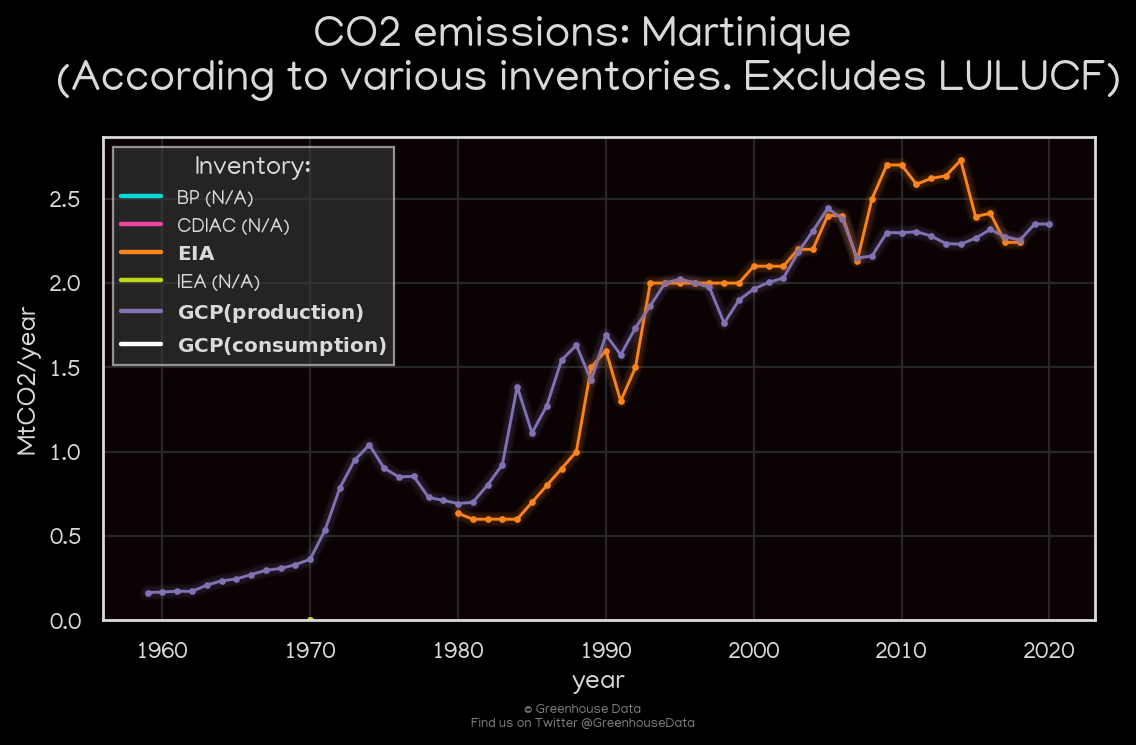 CO2 emissions: Martinique
(According to various inventories. Excludes LULUCF)
Inventory:
BP (N/A)
CDIAC (N/A)
EIA
IEA (N/A)
GCP(production)
GCP(consumption)
MtCO2/year
2.5
2.0
1.5
1.0
0.5
0.0
1960 1970 1980 1990 2000 2010 2020
year
© Greenhouse Data
Find us on Twitter @GreenhouseData